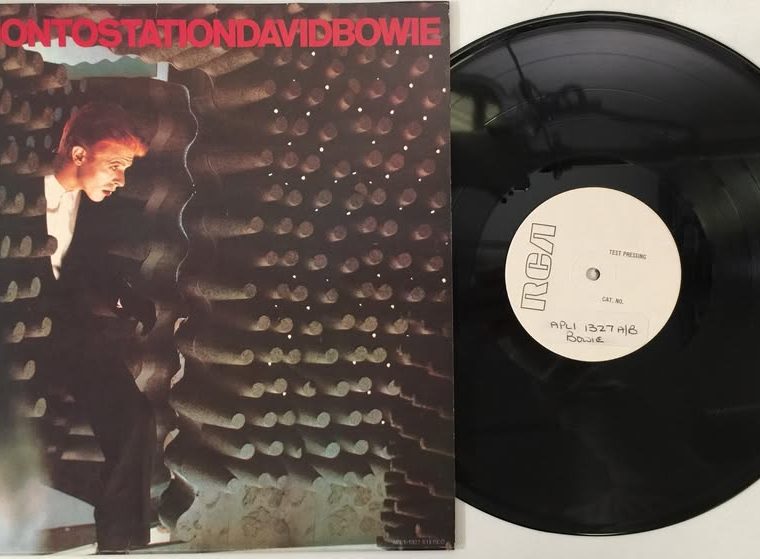 ONTOSTATIONDAVIDBOWIE
RCA
TEST PRESSING
CAT. NO.
APL1 1327 A/B
BOWIE